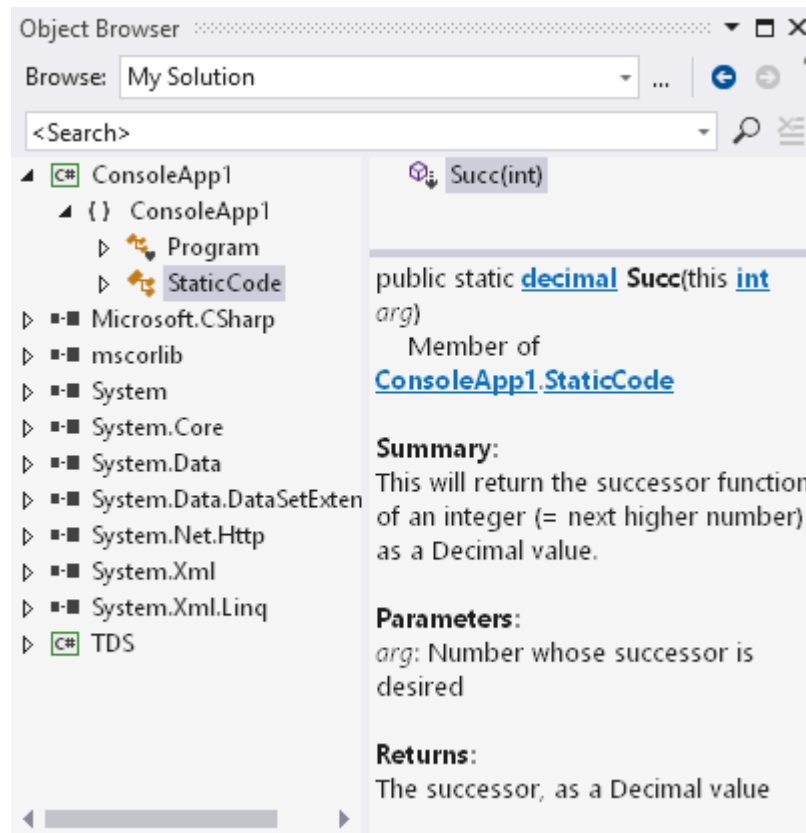 Object Browser
Browse: My Solution ...
<Search>
C# ConsoleApp1
{ } ConsoleApp1
Program
StaticCode
Microsoft.CSharp
mscorlib
System
System.Core
System.Data
System.Data.DataSetExten
System.Net.Http
System.Xml
System.Xml.Linq
C# TDS
Succ(int)
public static decimal Succ(this int
arg)
Member of
ConsoleApp1.StaticCode
Summary:
This will return the successor function
of an integer (= next higher number)
as a Decimal value.
Parameters:
arg: Number whose successor is
desired
Returns:
The successor, as a Decimal value